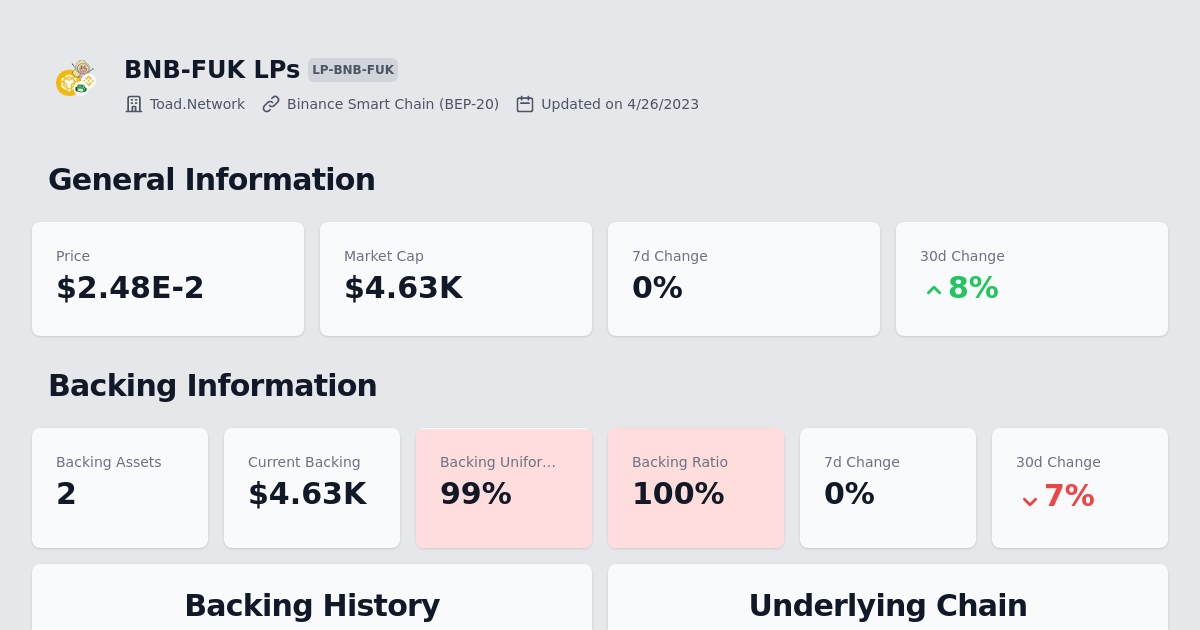 BNB-FUK LPs LP-BNB-FUK
Toad.Network Binance Smart Chain (BEP-20) Updated on 4/26/2023
General Information
Price Market Cap 7d Change 30d Change
$2.48E-2 $4.63K 0% 8%
Backing Information
Backing Assets Current Backing Backing Unifor... Backing Ratio 7d Change 30d Change
2 $4.63K 99% 100% 0% 7%
Backing History Underlying Chain